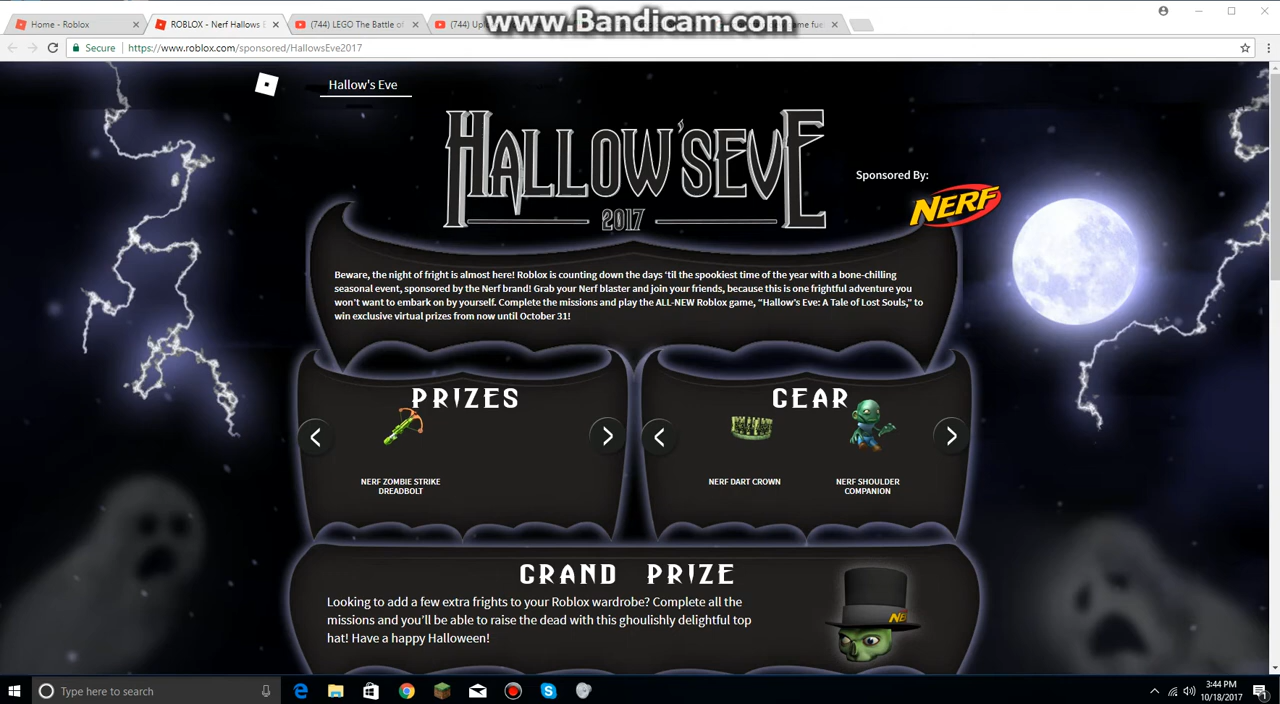 www.Bandicam.com
Home - Roblox
ROBLOX - Nerf Hallows
(744) LEGO The Battle of
(744) Up
me fue
Secure
https://www.roblox.com/sponsored/HallowsEve2017
Hallow's Eve
HALLOW'S EVE
2017
Sponsored By:
NERF
Beware, the night of fright is almost here! Roblox is counting down the days 'til the spookiest time of the year with a bone-chilling
seasonal event, sponsored by the Nerf brand! Grab your Nerf blaster and join your friends, because this is one frightful adventure you
won't want to embark on by yourself. Complete the missions and play the ALL-NEW Roblox game, “Hallow's Eve: A Tale of Lost Souls,” to
win exclusive virtual prizes from now until October 31!
PRIZES
GEAR
NERF ZOMBIE STRIKE
DREADBOLT
NERF DART CROWN
NERF SHOULDER
COMPANION
GRAND PRIZE
Looking to add a few extra frights to your Roblox wardrobe? Complete all the
missions and you'll be able to raise the dead with this ghoulishly delightful top
hat! Have a happy Halloween!
Type here to search
3:44 PM
10/18/2017